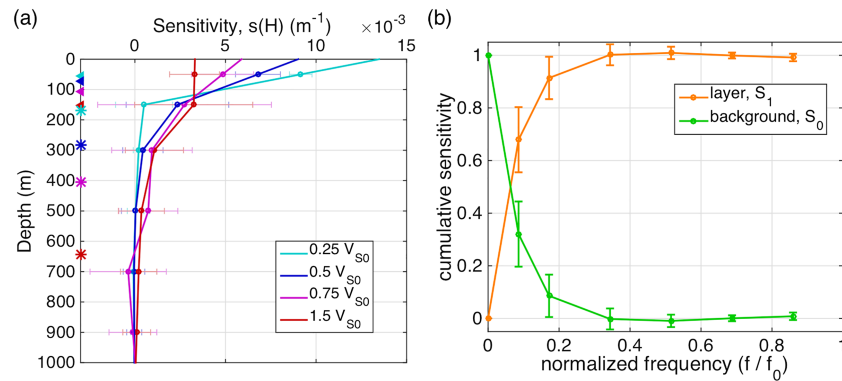 (a)
Sensitivity, s(H) (m⁻¹)
×10⁻³
0 5 10 15
Depth (m)
0
100
200
300
400
500
600
700
800
900
1000
0.25 V_S0
0.5 V_S0
0.75 V_S0
1.5 V_S0
(b)
cumulative sensitivity
1
0.8
0.6
0.4
0.2
0
layer, S₁
background, S₀
0 0.2 0.4 0.6 0.8 1
normalized frequency (f / f₀)